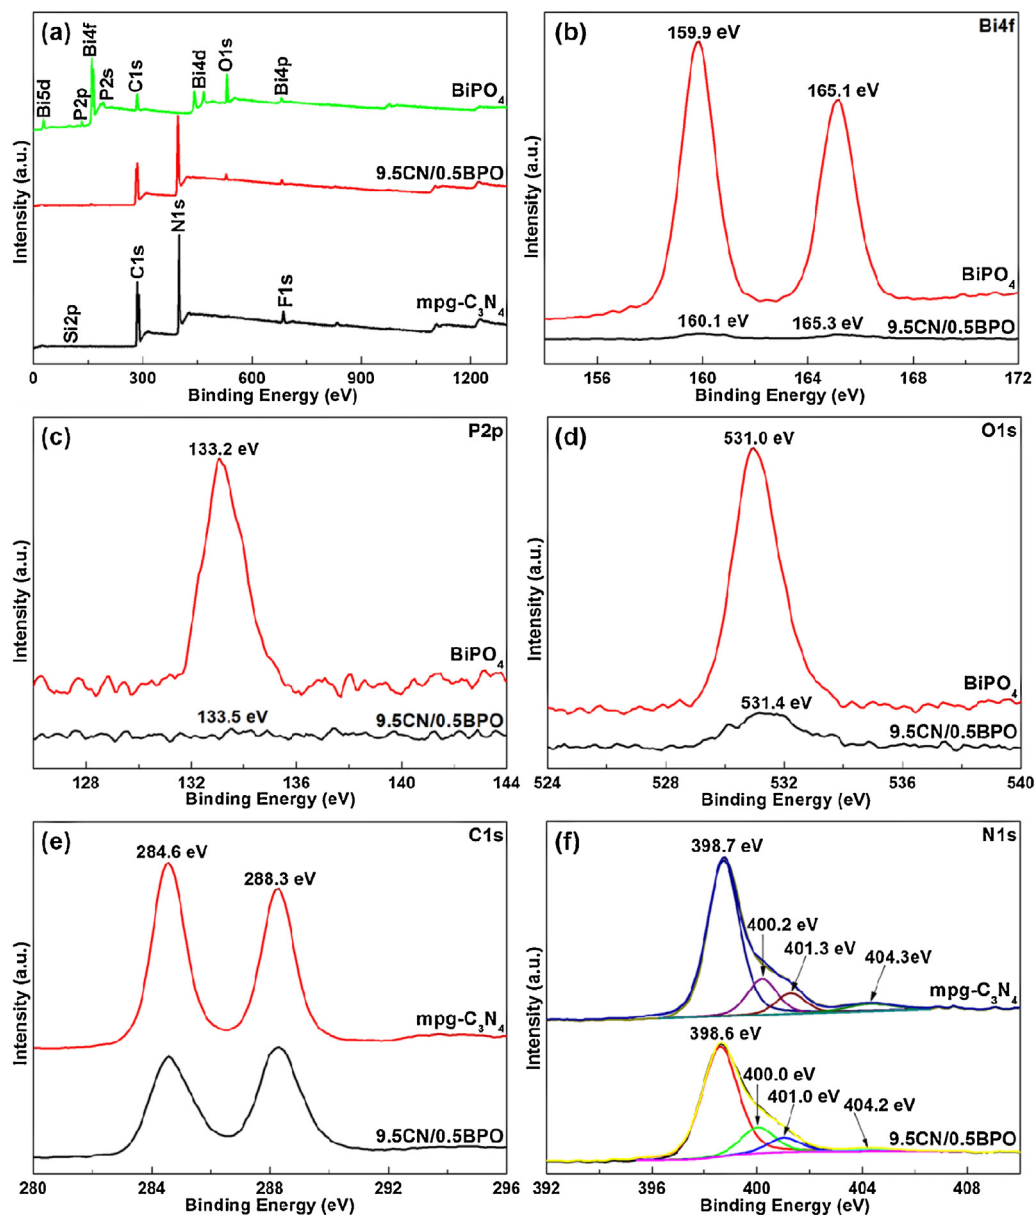 (a)
Bi5d
P2p
Bi4f
P2s
C1s
Bi4d
O1s
Bi4p
BiPO₄
9.5CN/0.5BPO
Si2p
C1s
N1s
F1s
mpg-C₃N₄
Intensity (a.u.)
0 300 600 900 1200
Binding Energy (eV)
(b) Bi4f
159.9 eV
165.1 eV
BiPO₄
160.1 eV 165.3 eV 9.5CN/0.5BPO
Intensity (a.u.)
156 160 164 168 172
Binding Energy (eV)
(c) P2p
133.2 eV
BiPO₄
133.5 eV 9.5CN/0.5BPO
Intensity (a.u.)
128 132 136 140 144
Binding Energy (eV)
(d) O1s
531.0 eV
BiPO₄
531.4 eV
9.5CN/0.5BPO
Intensity (a.u.)
524 528 532 536 540
Binding Energy (eV)
(e) C1s
284.6 eV
288.3 eV
mpg-C₃N₄
9.5CN/0.5BPO
Intensity (a.u.)
280 284 288 292 296
Binding Energy (eV)
(f) N1s
398.7 eV
400.2 eV
401.3 eV
404.3eV
mpg-C₃N₄
398.6 eV
400.0 eV
401.0 eV
404.2 eV
9.5CN/0.5BPO
Intensity (a.u.)
392 396 400 404 408
Binding Energy (eV)